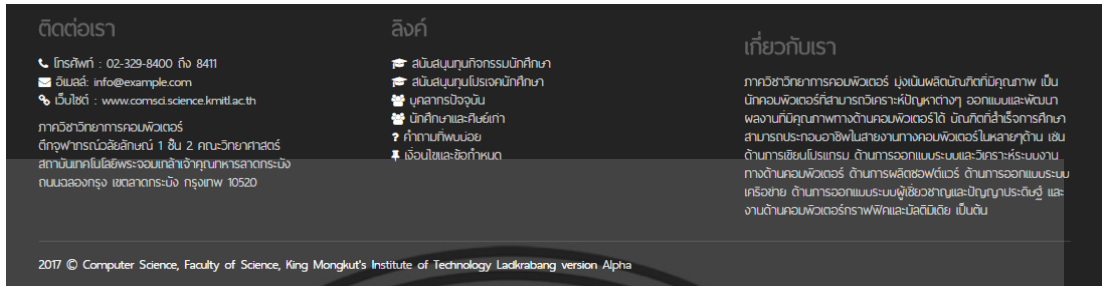 ติดต่อเรา
โทรศัพท์ : 02-329-8400 ถึง 8411
อีเมลล์: info@example.com
เว็บไซต์ : www.comsci.science.kmitl.ac.th
ภาควิชาวิทยาการคอมพิวเตอร์
ตึกจุฬาภรณ์วลัยลักษณ์ 1 ชั้น 2 คณะวิทยาศาสตร์
สถาบันเทคโนโลยีพระจอมเกล้าเจ้าคุณทหารลาดกระบัง
ถนนฉลองกรุง เขตลาดกระบัง กรุงเทพ 10520
ลิงค์
สนับสนุนทุนกิจกรรมนักศึกษา
สนับสนุนทุนโปรเจคนักศึกษา
บุคลากรปัจจุบัน
นักศึกษาและศิษย์เก่า
คำถามที่พบบ่อย
เงื่อนไขและข้อกำหนด
เกี่ยวกับเรา
ภาควิชาวิทยาการคอมพิวเตอร์ มุ่งเน้นผลิตบัณฑิตที่มีคุณภาพ เป็น
นักคอมพิวเตอร์ที่สามารถวิเคราะห์ปัญหาต่างๆ ออกแบบและพัฒนา
ผลงานที่มีคุณภาพทางด้านคอมพิวเตอร์ได้ บัณฑิตที่สำเร็จการศึกษา
สามารถประกอบอาชีพในสายงานทางคอมพิวเตอร์ในหลายๆด้าน เช่น
ด้านการเขียนโปรแกรม ด้านการออกแบบระบบและวิเคราะห์ระบบงาน
ทางด้านคอมพิวเตอร์ ด้านการผลิตซอฟต์แวร์ ด้านการออกแบบระบบ
เครือข่าย ด้านการออกแบบระบบผู้เชี่ยวชาญและปัญญาประดิษฐ์ และ
งานด้านคอมพิวเตอร์กราฟฟิคและมัลติมิเดีย เป็นต้น
2017 © Computer Science, Faculty of Science, King Mongkut's Institute of Technology Ladkrabang version Alpha